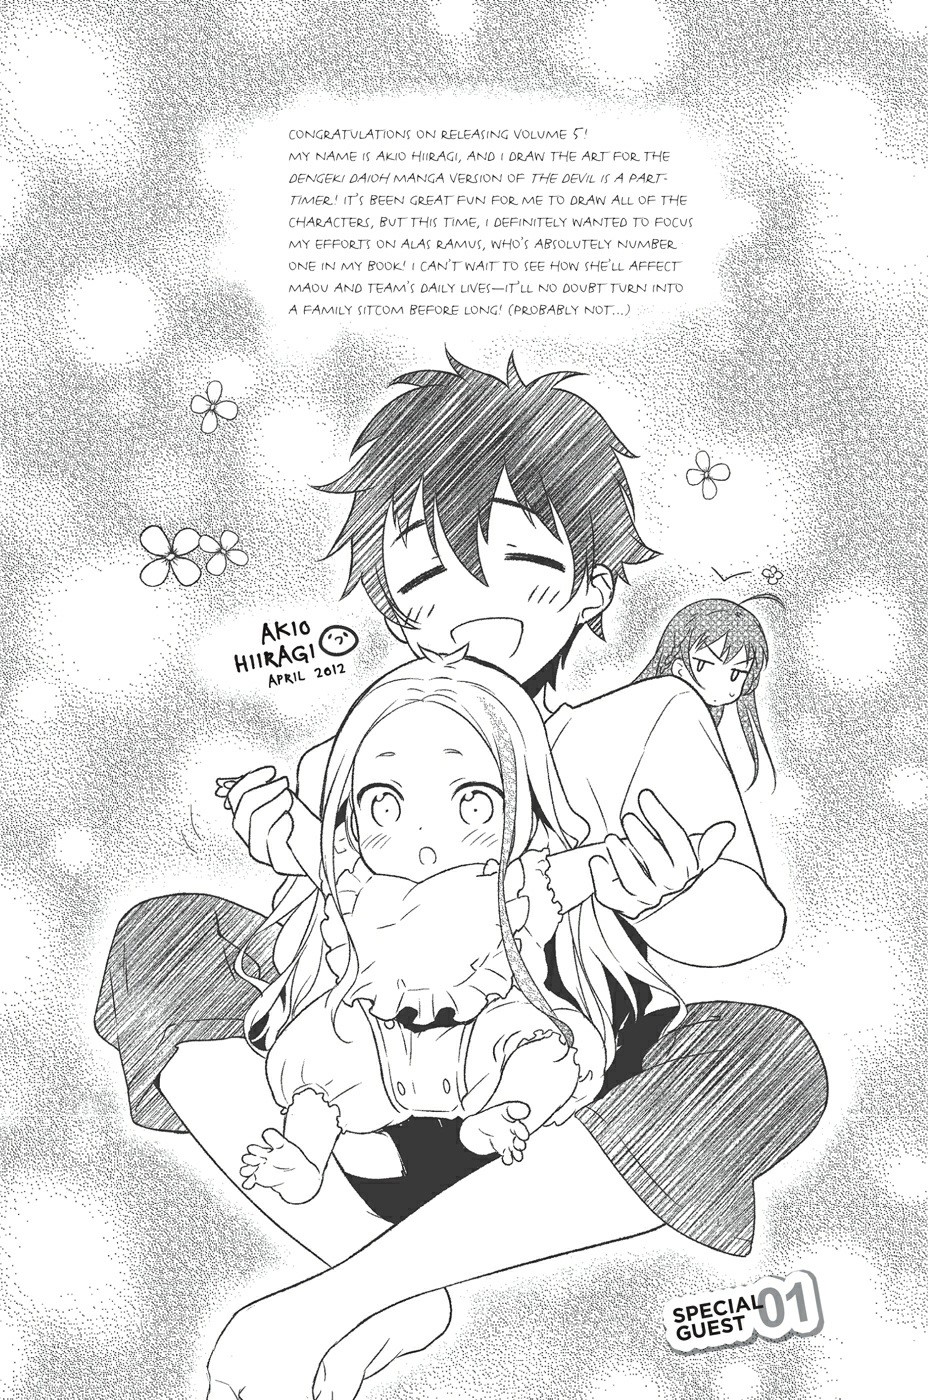 CONGRATULATIONS ON RELEASING VOLUME 5!
MY NAME IS AKIO HIIRAGI, AND I DRAW THE ART FOR THE
DENGEKI DAIOH MANGA VERSION OF THE DEVIL IS A PART-
TIMER! IT'S BEEN GREAT FUN FOR ME TO DRAW ALL OF THE
CHARACTERS, BUT THIS TIME, I DEFINITELY WANTED TO FOCUS
MY EFFORTS ON ALAS RAMUS, WHO'S ABSOLUTELY NUMBER
ONE IN MY BOOK! I CAN'T WAIT TO SEE HOW SHE'LL AFFECT
MAOU AND TEAM'S DAILY LIVES—IT'LL NO DOUBT TURN INTO
A FAMILY SITCOM BEFORE LONG! (PROBABLY NOT...)
AKIO
HIIRAGI
APRIL 2012
SPECIAL 01
GUEST